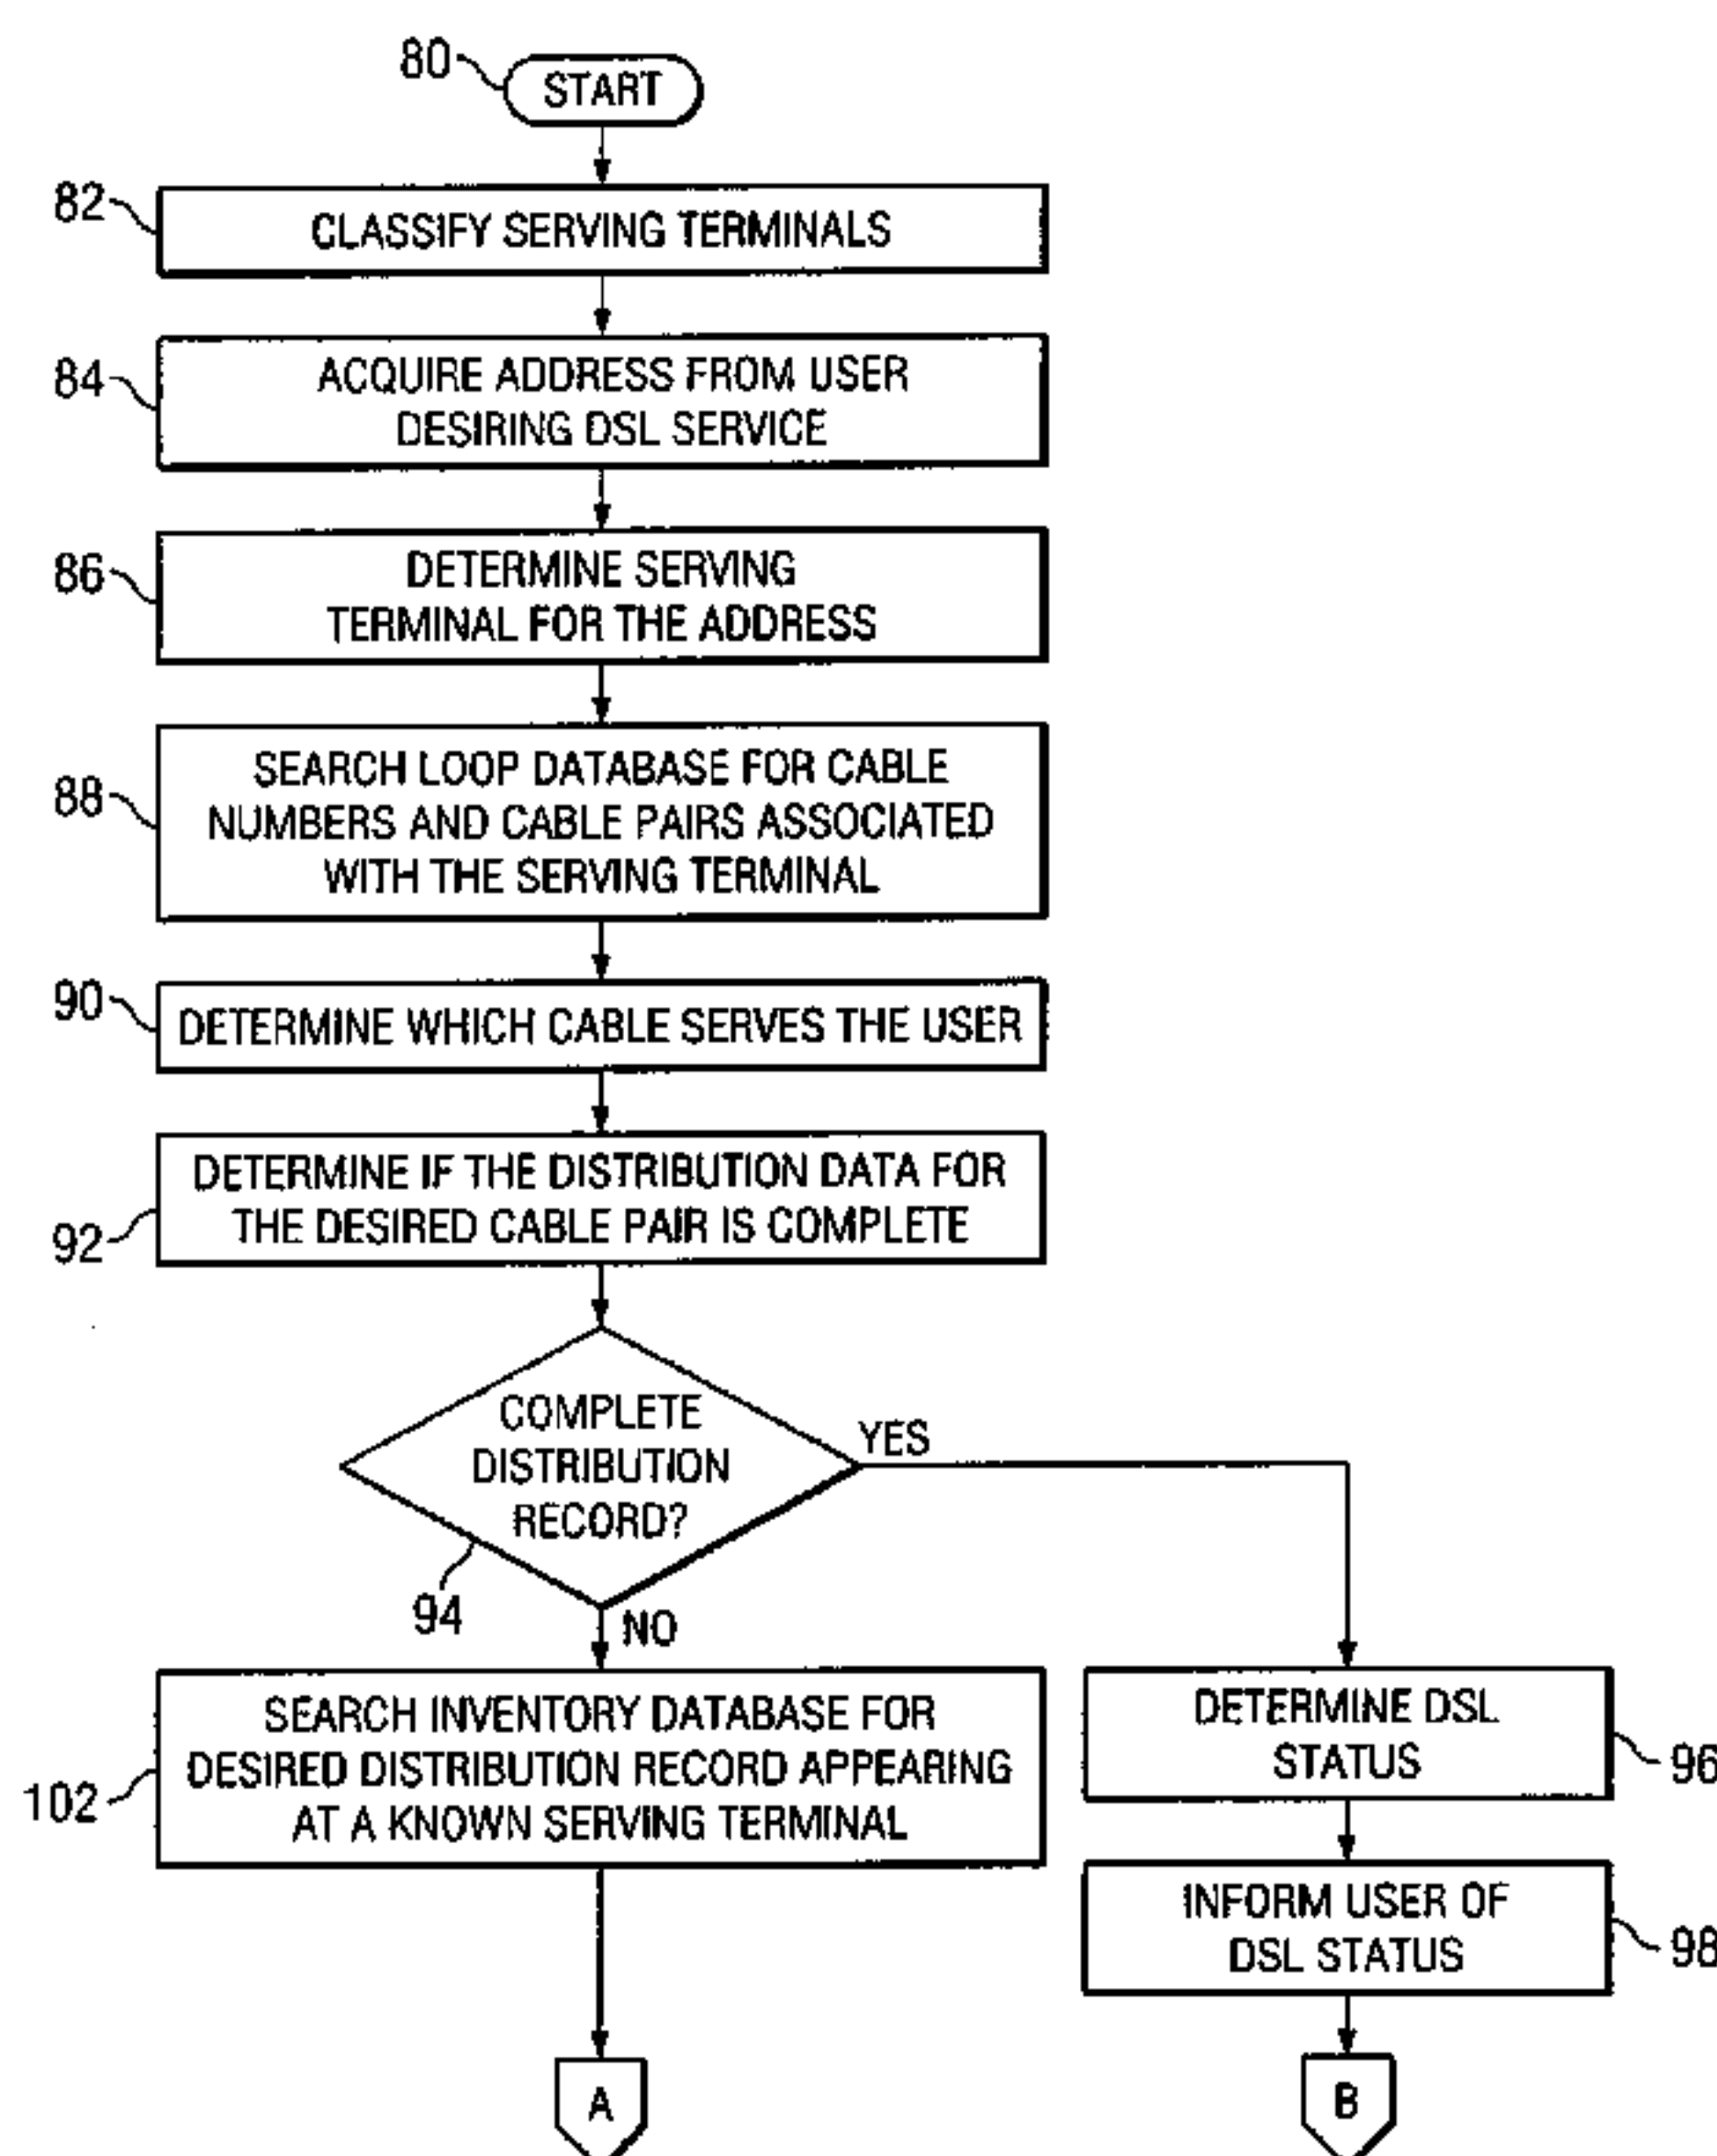 80
START
82
CLASSIFY SERVING TERMINALS
84
ACQUIRE ADDRESS FROM USER
DESIRING DSL SERVICE
86
DETERMINE SERVING
TERMINAL FOR THE ADDRESS
88
SEARCH LOOP DATABASE FOR CABLE
NUMBERS AND CABLE PAIRS ASSOCIATED
WITH THE SERVING TERMINAL
90
DETERMINE WHICH CABLE SERVES THE USER
92
DETERMINE IF THE DISTRIBUTION DATA FOR
THE DESIRED CABLE PAIR IS COMPLETE
COMPLETE
DISTRIBUTION
RECORD?
YES
94
NO
102
SEARCH INVENTORY DATABASE FOR
DESIRED DISTRIBUTION RECORD APPEARING
AT A KNOWN SERVING TERMINAL
DETERMINE DSL
STATUS
96
INFORM USER OF
DSL STATUS
98
A
B